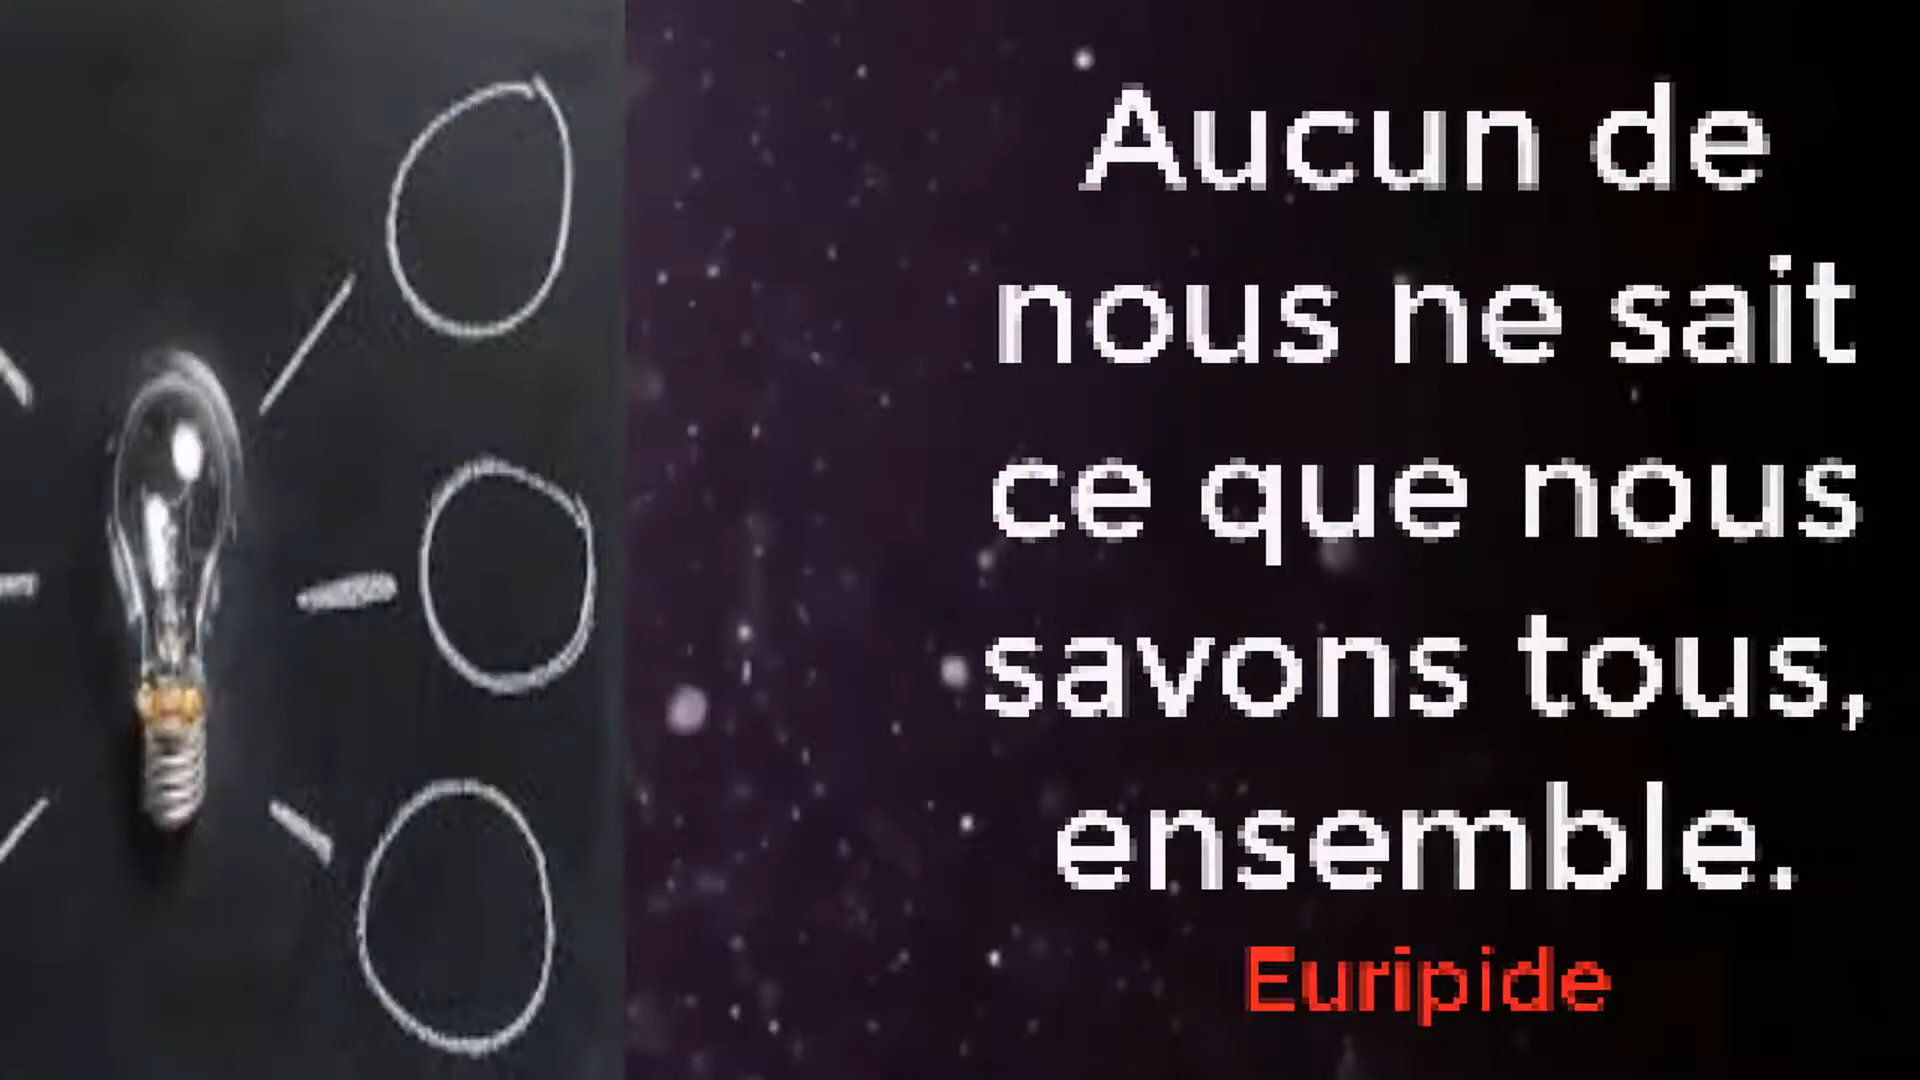 Aucun de
nous ne sait
ce que nous
savons tous,
ensemble.
Euripide